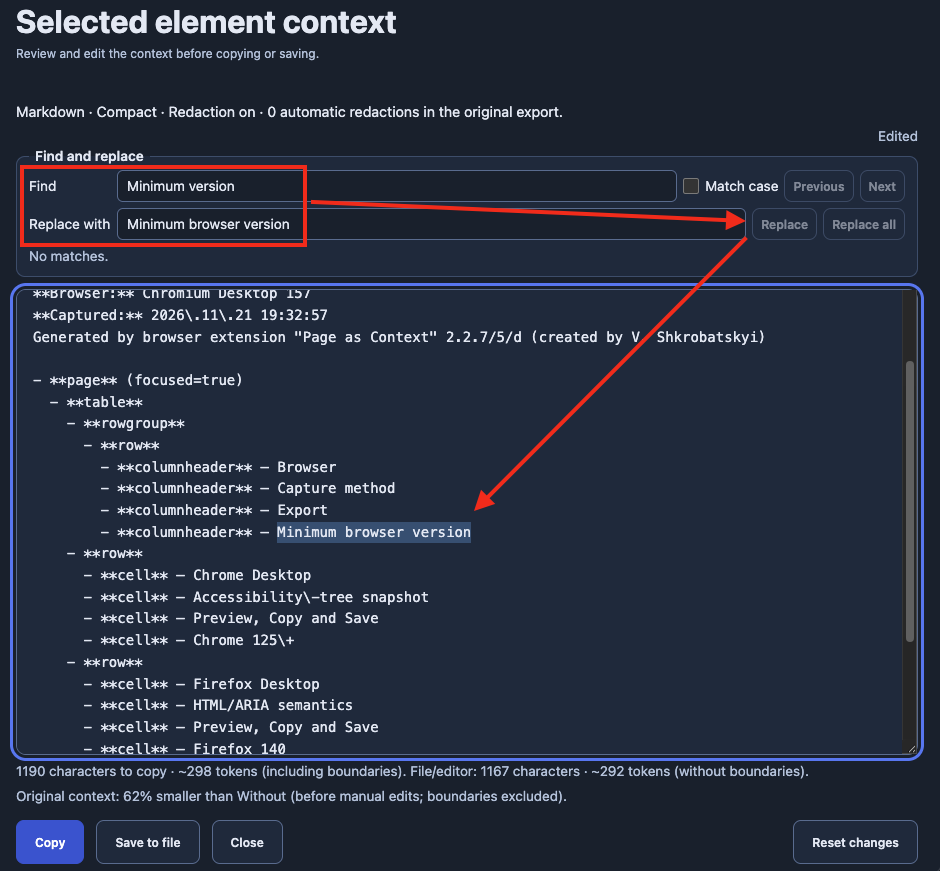 Selected element context
Review and edit the context before copying or saving.
Markdown · Compact · Redaction on · 0 automatic redactions in the original export.
Edited
Find and replace
Find Minimum version Match case Previous Next
Replace with Minimum browser version Replace Replace all
No matches.
**Browser:** Chromium Desktop 157
**Captured:** 2026\.11\.21 19:32:57
Generated by browser extension "Page as Context" 2.2.7/5/d (created by V. Shkrobatskyi)
– **page** (focused=true)
– **table**
– **rowgroup**
– **row**
– **columnheader** — Browser
– **columnheader** — Capture method
– **columnheader** — Export
– **columnheader** — Minimum browser version
– **row**
– **cell** — Chrome Desktop
– **cell** — Accessibility\-tree snapshot
– **cell** — Preview, Copy and Save
– **cell** — Chrome 125\+
– **row**
– **cell** — Firefox Desktop
– **cell** — HTML/ARIA semantics
– **cell** — Preview, Copy and Save
– **cell** — Firefox 140
1190 characters to copy · ~298 tokens (including boundaries). File/editor: 1167 characters · ~292 tokens (without boundaries).
Original context: 62% smaller than Without (before manual edits; boundaries excluded).
Copy Save to file Close Reset changes